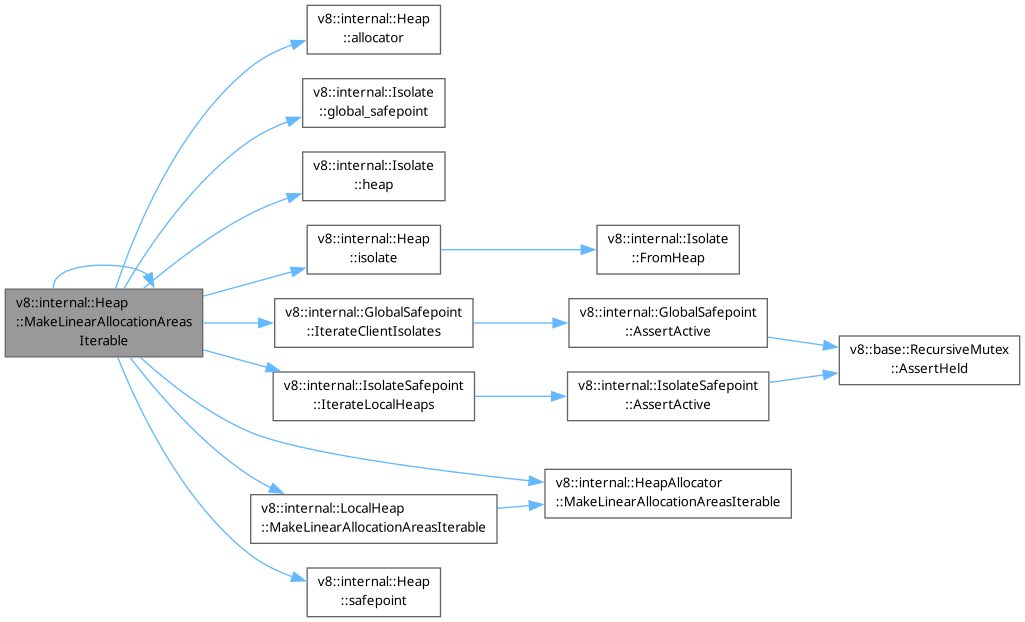 v8::internal::Heap
::allocator
v8::internal::Isolate
::global_safepoint
v8::internal::Isolate
::heap
v8::internal::Heap
::isolate
v8::internal::Isolate
::FromHeap
v8::internal::Heap
::MakeLinearAllocationAreas
Iterable
v8::internal::GlobalSafepoint
::IterateClientIsolates
v8::internal::GlobalSafepoint
::AssertActive
v8::base::RecursiveMutex
::AssertHeld
v8::internal::IsolateSafepoint
::IterateLocalHeaps
v8::internal::IsolateSafepoint
::AssertActive
v8::internal::HeapAllocator
::MakeLinearAllocationAreasIterable
v8::internal::LocalHeap
::MakeLinearAllocationAreasIterable
v8::internal::Heap
::safepoint